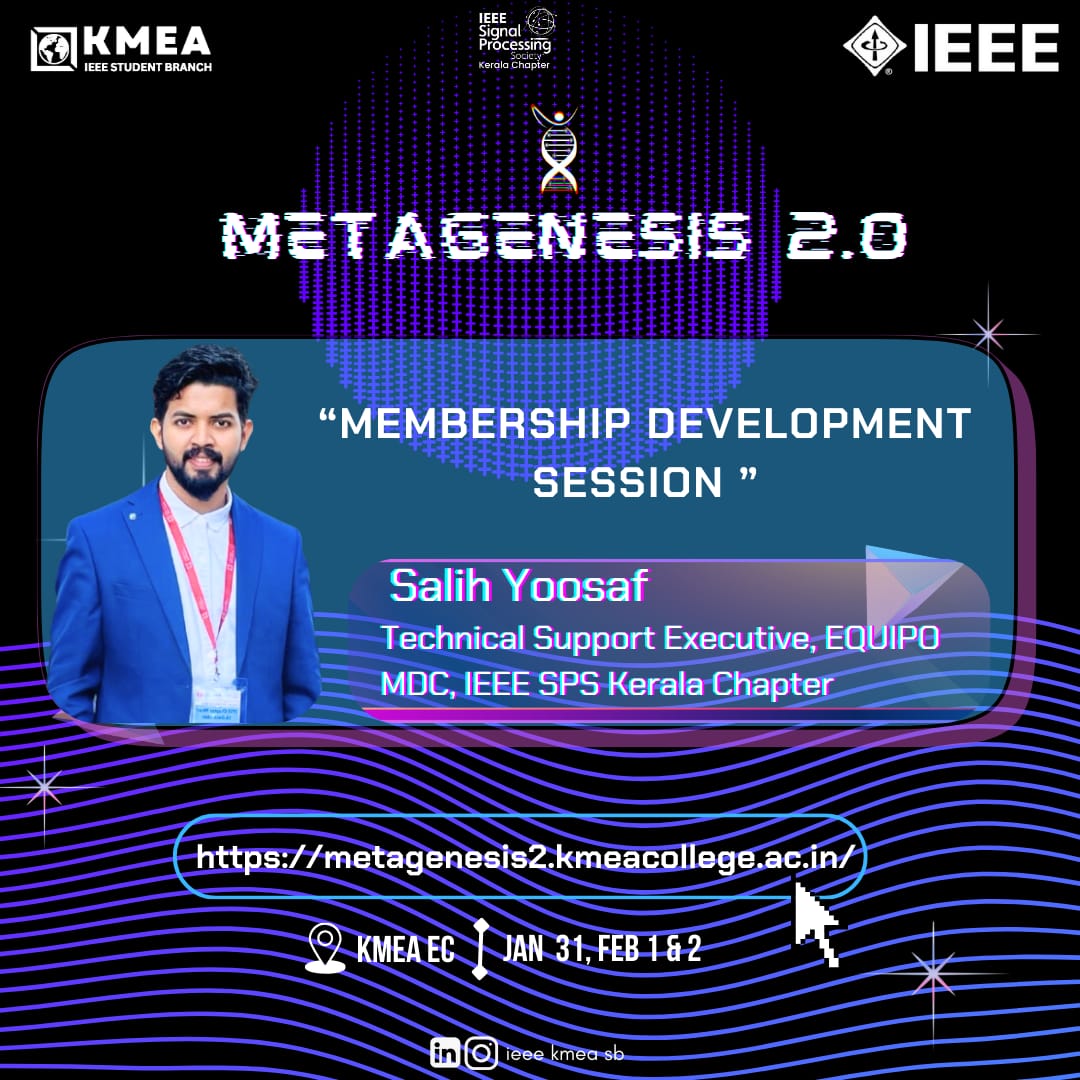 KMEA
IEEE STUDENT BRANCH
IEEE
Signal
Processing
Society
Kerala Chapter
IEEE
®
METAGENESIS 2.0
“MEMBERSHIP DEVELOPMENT
SESSION ”
Salih Yoosaf
Technical Support Executive, EQUIPO
MDC, IEEE SPS Kerala Chapter
https://metagenesis2.kmeacollege.ac.in/
KMEA EC
JAN 31, FEB 1 & 2
in
ieee kmea sb